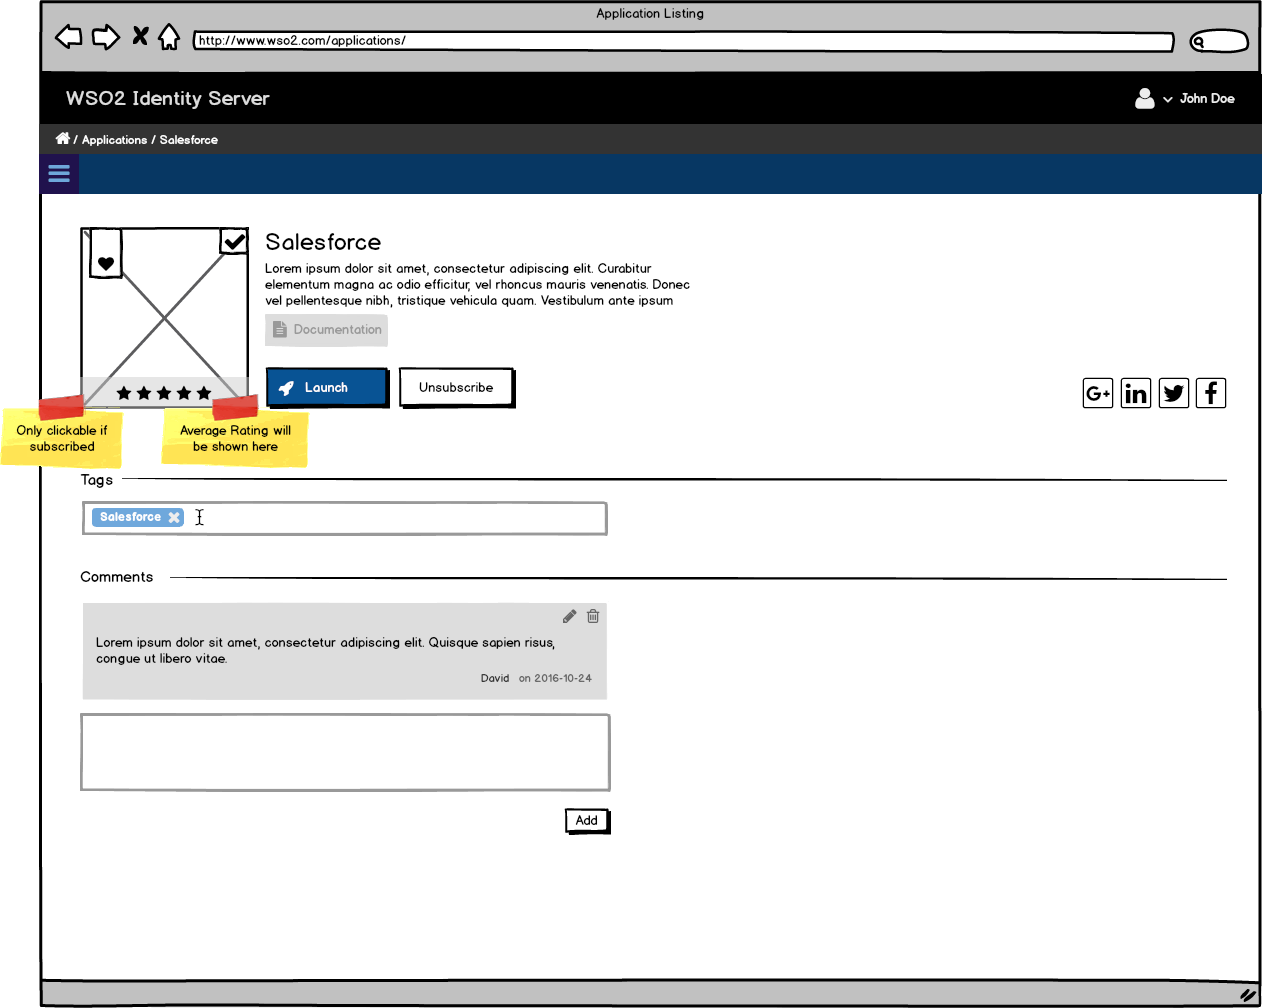 Application Listing
http://www.wso2.com/applications/
WSO2 Identity Server
John Doe
/ Applications / Salesforce
Salesforce
Lorem ipsum dolor sit amet, consectetur adipiscing elit. Curabitur
elementum magna ac odio efficitur, vel rhoncus mauris venenatis. Donec
vel pellentesque nibh, tristique vehicula quam. Vestibulum ante ipsum
Documentation
Launch
Unsubscribe
G+
in
f
Only clickable if
subscribed
Average Rating will
be shown here
Tags
Salesforce
Comments
Lorem ipsum dolor sit amet, consectetur adipiscing elit. Quisque sapien risus,
congue ut libero vitae.
David on 2016-10-24
Add